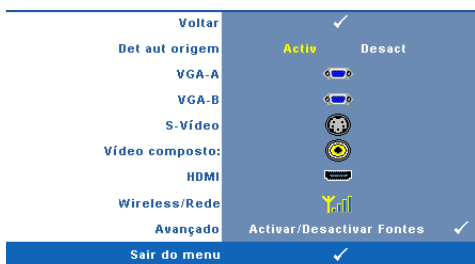 Voltar
Det aut origem Activ Desact
VGA-A
VGA-B
S-Vídeo
Vídeo composto:
HDMI
Wireless/Rede
Avançado Activar/Desactivar Fontes
Sair do menu